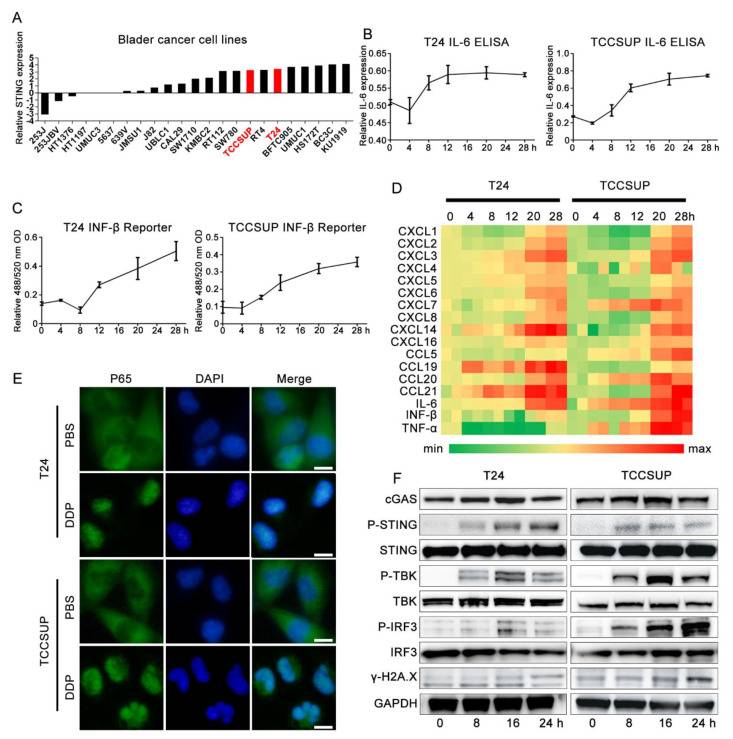 A
Blader cancer cell lines
Relative STING expression
5
4
3
2
1
0
-1
-2
-3
253J
253JBV
HT1376
HT1197
UMUC3
5637
639V
JMSU1
J82
UBLC1
CAL29
SW1710
KMBC2
RT112
SW780
TCCSUP
RT4
T24
BFTC905
UMUC1
HS172T
BC3C
KU1919
B
T24 IL-6 ELISA
Relative IL-6 expression
0.65
0.60
0.55
0.50
0.45
0.40
0 4 8 12 16 20 24 28 h
TCCSUP IL-6 ELISA
Relative IL-6 expression
1.0
0.8
0.6
0.4
0.2
0.0
0 4 8 12 16 20 24 28 h
C
T24 INF-β Reporter
Relative 488/520 nm OD
0.6
0.4
0.2
0.0
0 4 8 12 16 20 24 28 h
TCCSUP INF-β Reporter
Relative 488/520 nm OD
0.6
0.4
0.2
0.0
0 4 8 12 16 20 24 28 h
D
T24 TCCSUP
0 4 8 12 20 28 0 4 8 12 20 28h
CXCL1
CXCL2
CXCL3
CXCL4
CXCL5
CXCL6
CXCL7
CXCL8
CXCL14
CXCL16
CCL5
CCL19
CCL20
CCL21
IL-6
INF-β
TNF-α
min max
E
P65 DAPI Merge
T24
PBS
DDP
TCCSUP
PBS
DDP
F
T24 TCCSUP
cGAS
P-STING
STING
P-TBK
TBK
P-IRF3
IRF3
γ-H2A.X
GAPDH
0 8 16 24 h 0 8 16 24 h